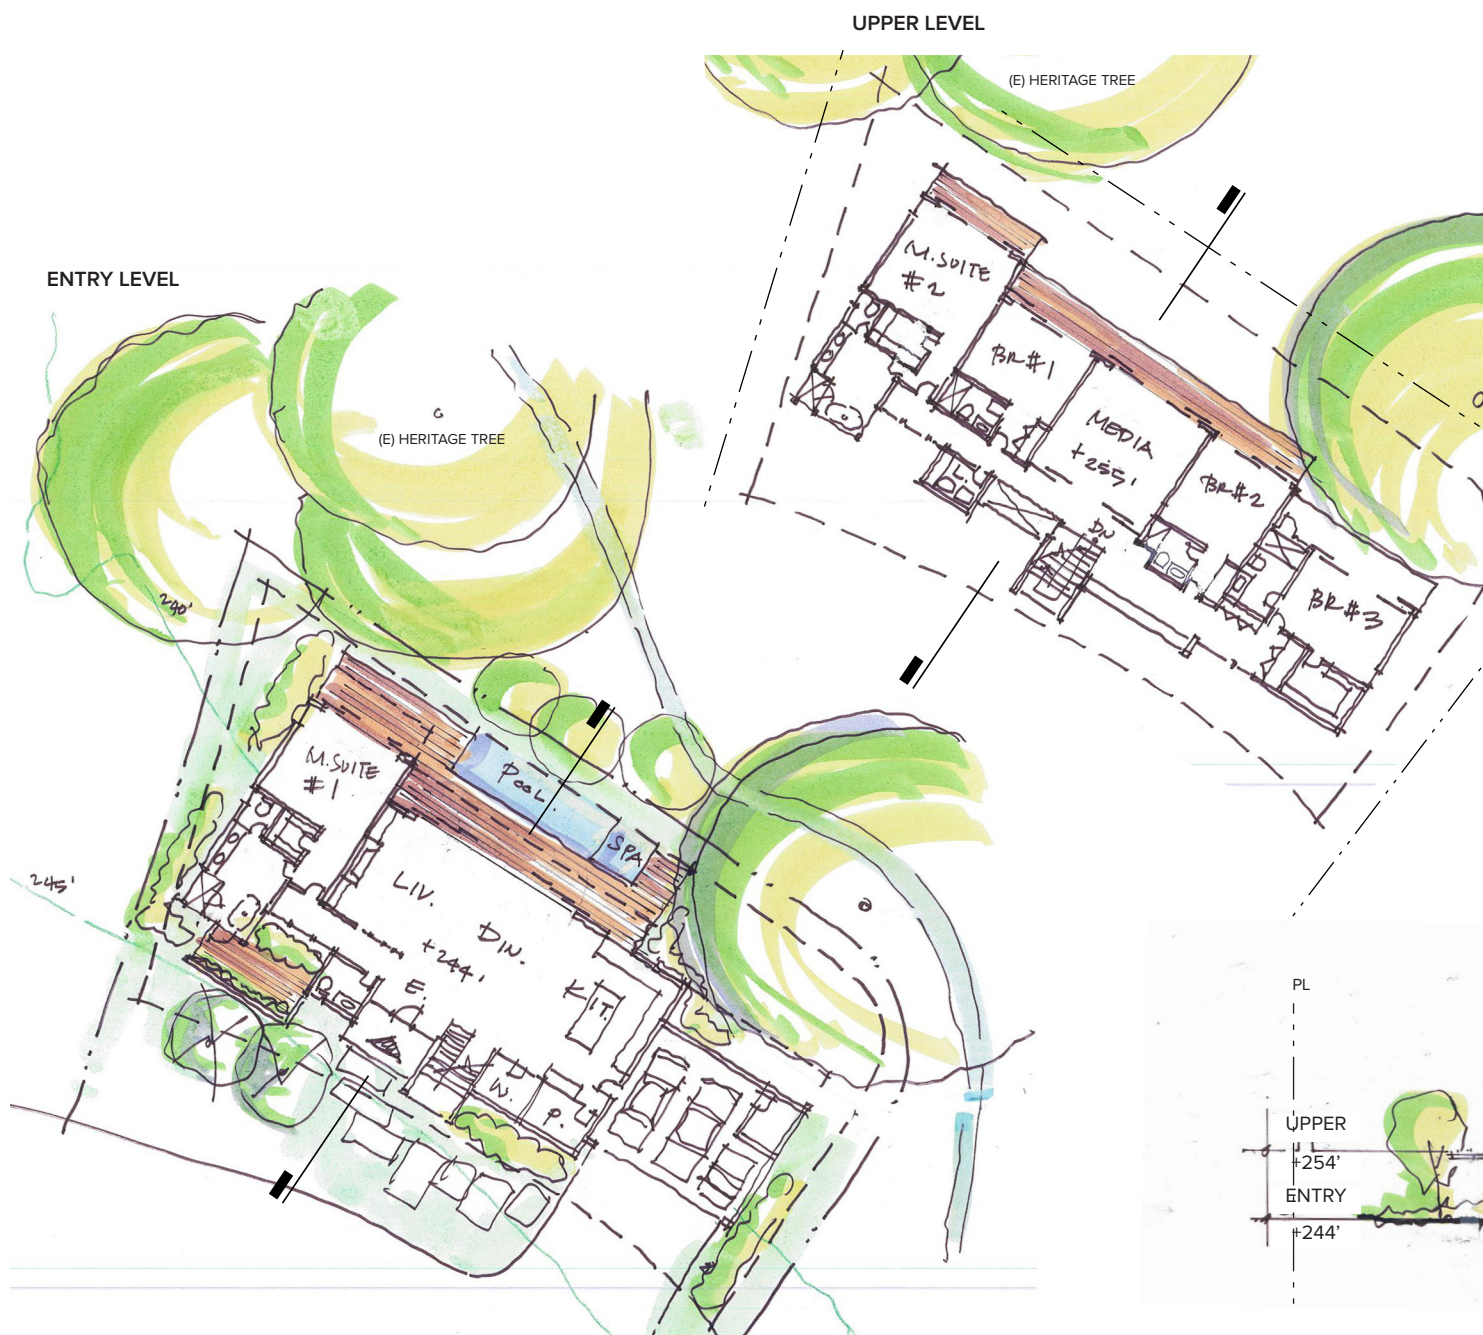 UPPER LEVEL
(E) HERITAGE TREE
M. SUITE
#2
BR#1
MEDIA
+255'
BR#2
DN
BR#3
ENTRY LEVEL
(E) HERITAGE TREE
240'
M. SUITE
#1
POOL
SPA
245'
LIV.
DIN.
+244'
E.
KIT.
W.
P.
PL
UPPER
+254'
ENTRY
+244'